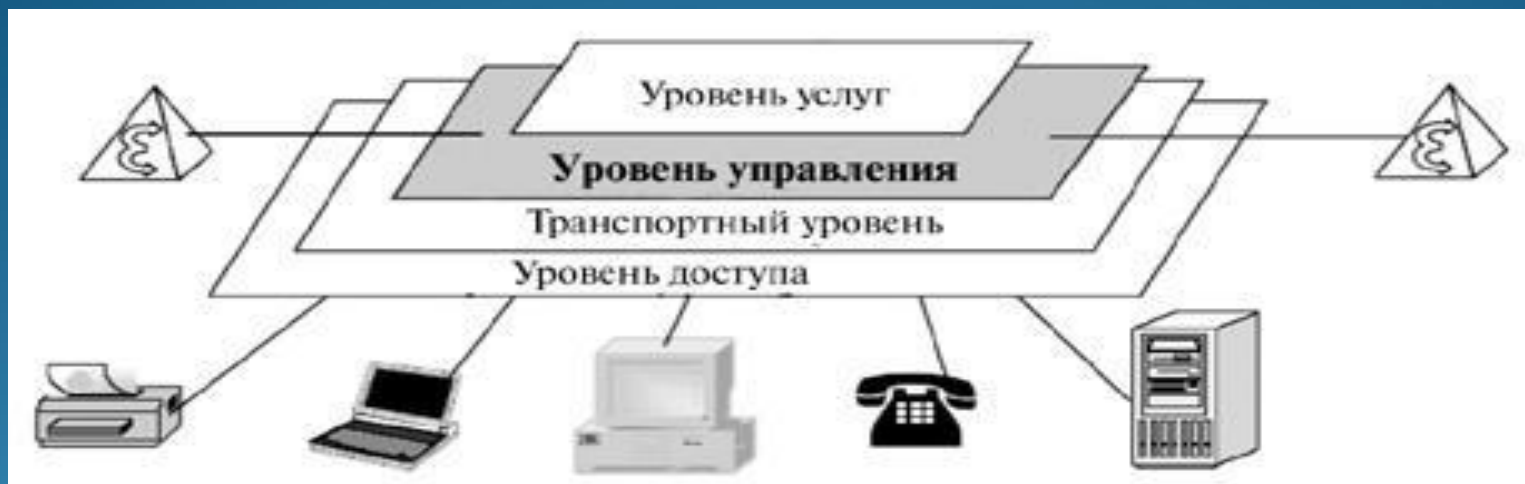 Уровень услуг
Уровень управления
Транспортный уровень
Уровень доступа